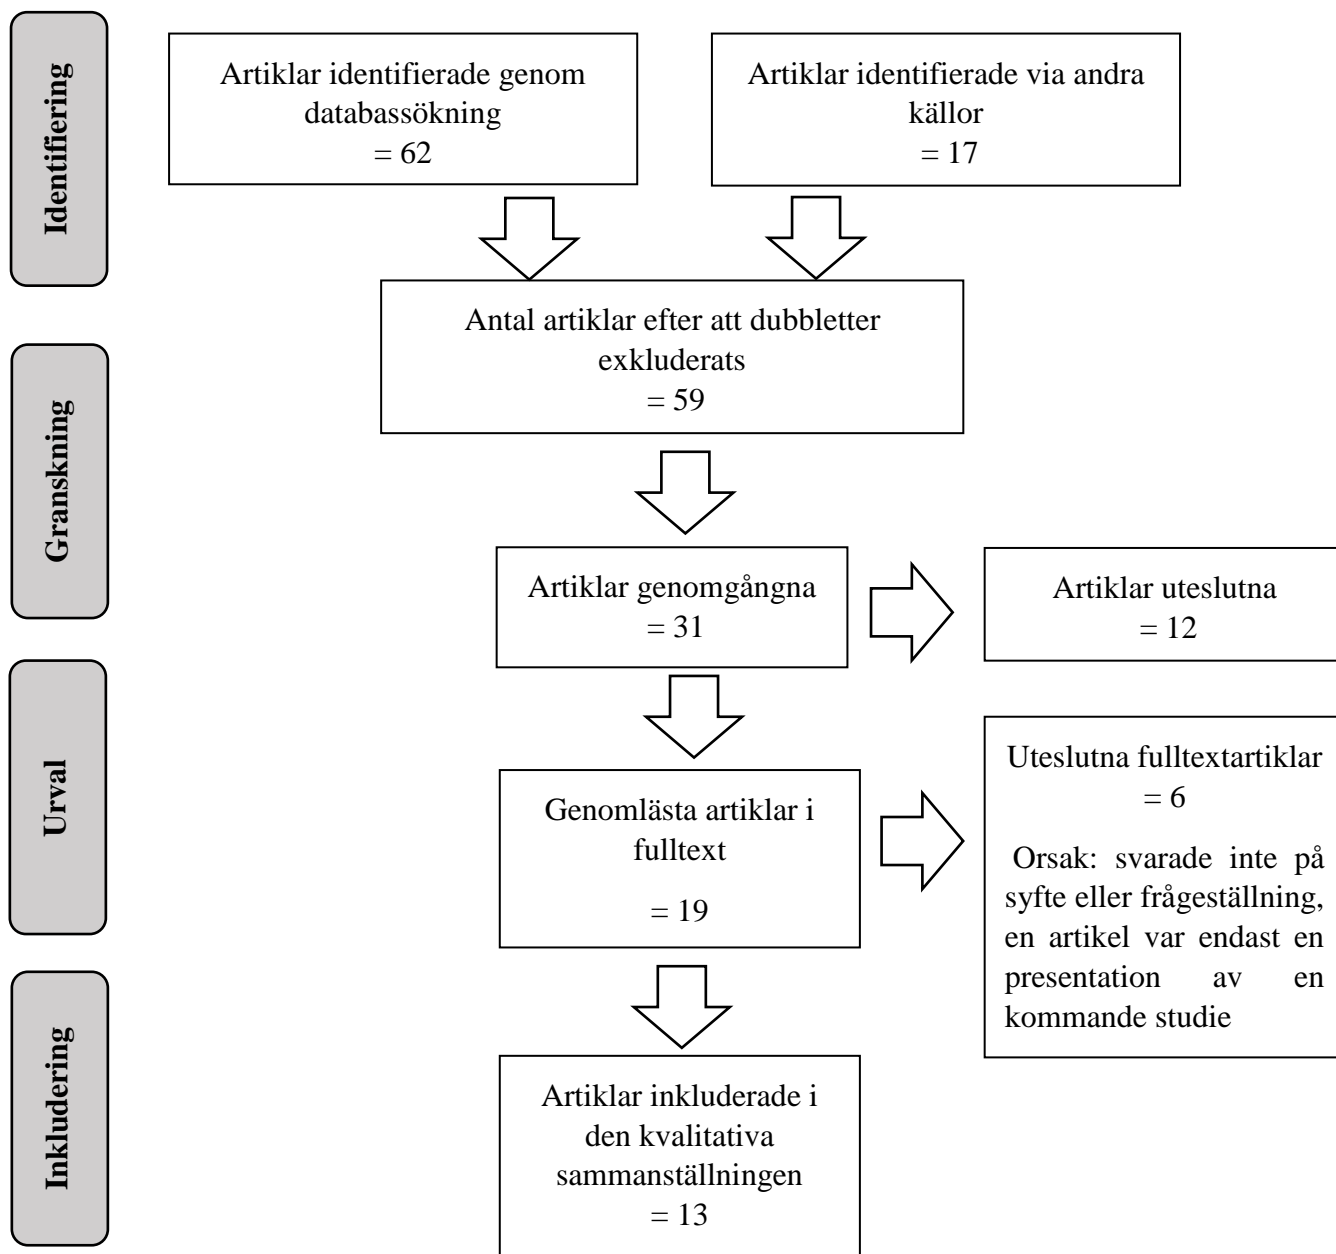 Identifiering
Artiklar identifierade genom
databassökning
= 62
Artiklar identifierade via andra
källor
= 17
Antal artiklar efter att dubbletter
exkluderats
= 59
Granskning
Artiklar genomgångna
= 31
Artiklar uteslutna
= 12
Urval
Genomlästa artiklar i
fulltext
= 19
Uteslutna fulltextartiklar
= 6
Orsak: svarade inte på
syfte eller frågeställning,
en artikel var endast en
presentation av en
kommande studie
Inkludering
Artiklar inkluderade i
den kvalitativa
sammanställningen
= 13